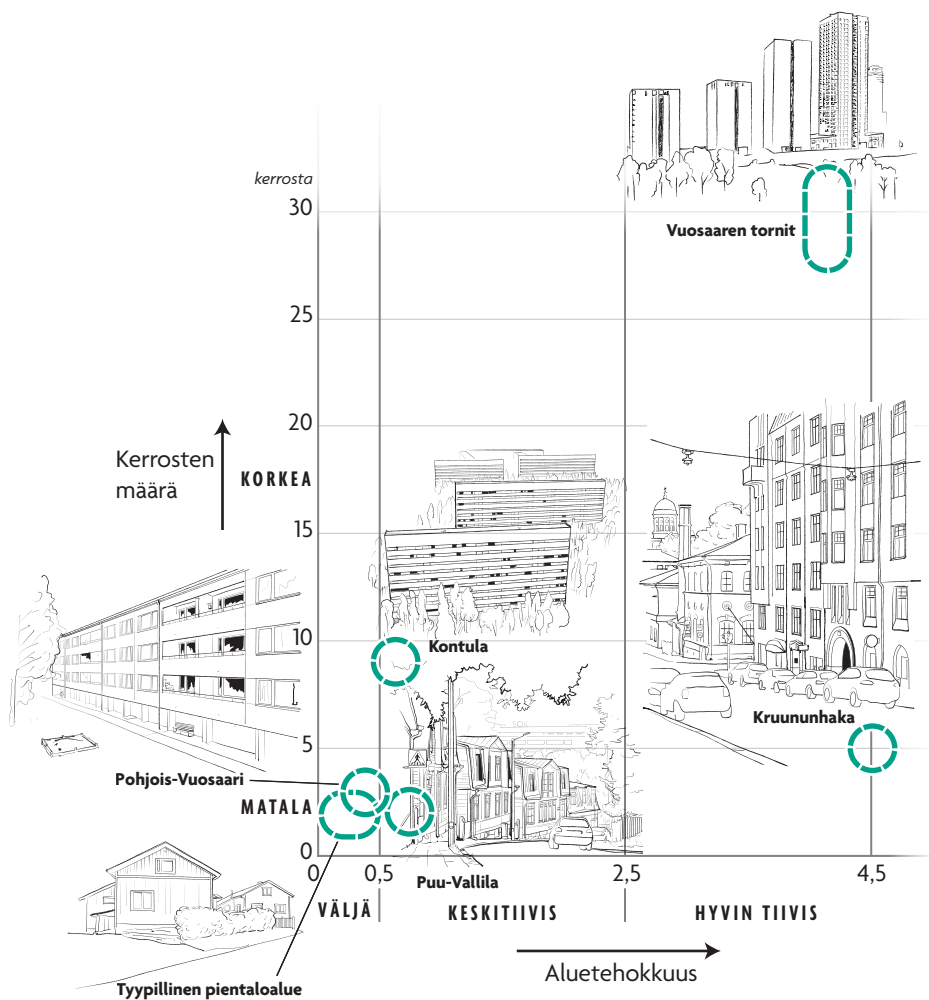 kerrosta
30
Vuosaaren tornit
25
20
Kerrosten
määrä
KORKEA
15
10
Kontula
Kruununhaka
5
Pohjois-Vuosaari
MATALA
0
0 0,5 2,5 4,5
Puu-Vallila
VÄLJÄ KESKITIIVIS HYVIN TIIVIS
Aluetehokkuus
Tyypillinen pientaloalue